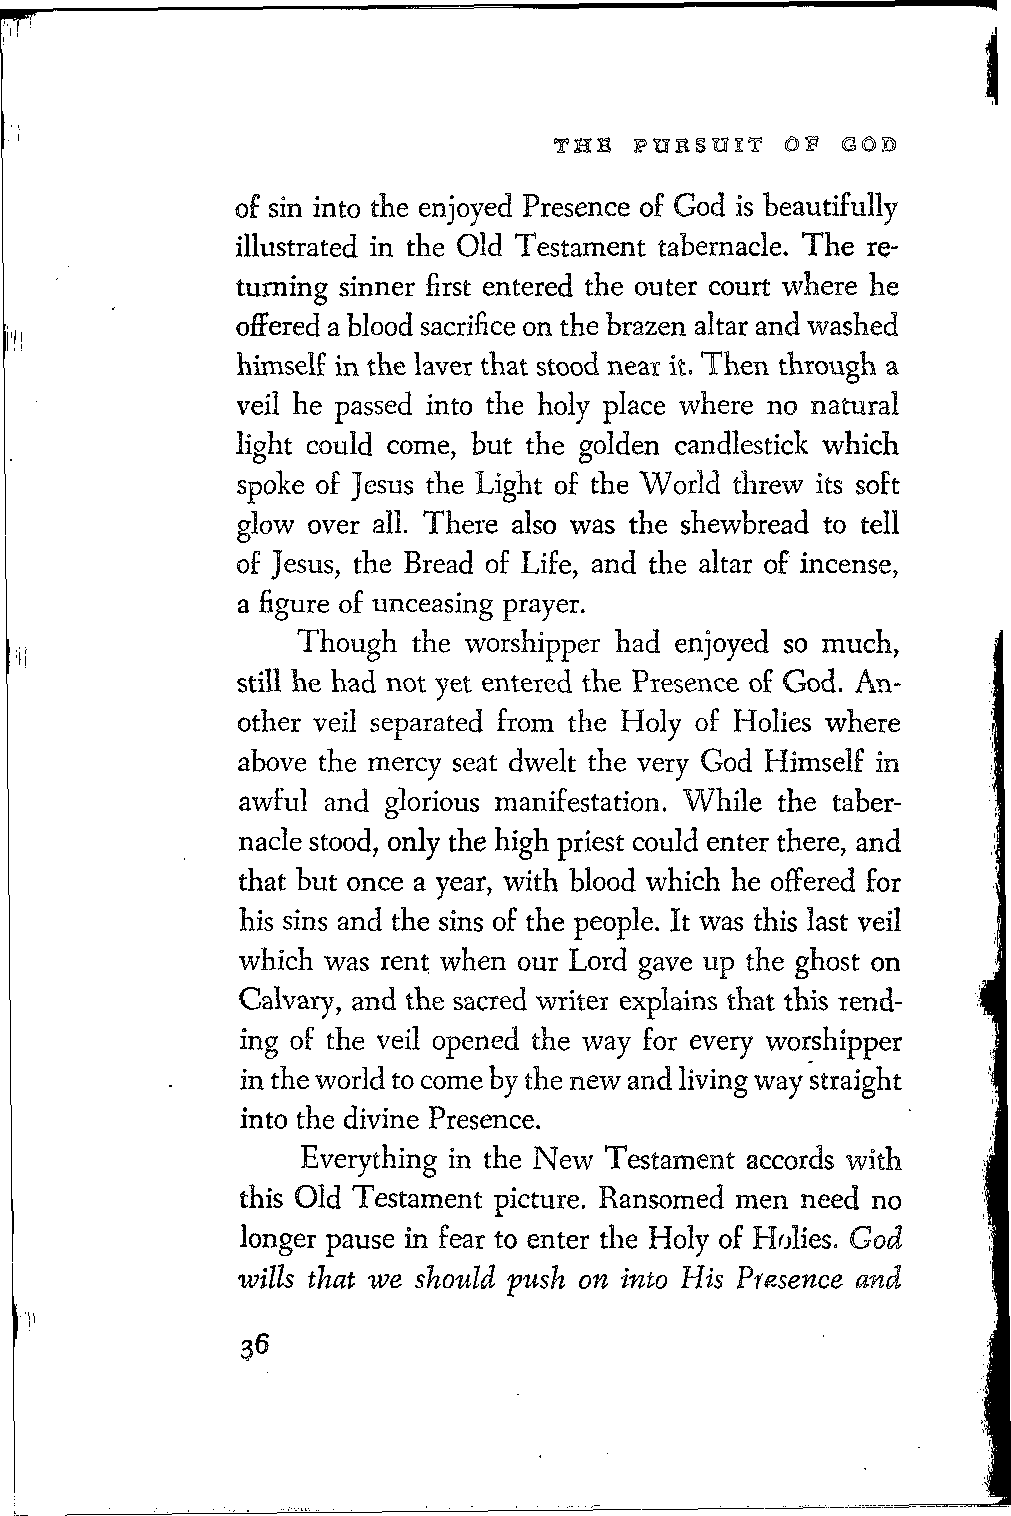 THE PURSUIT OF GOD
of sin into the enjoyed Presence of God is beautifully
illustrated in the Old Testament tabernacle. The re-
turning sinner first entered the outer court where he
offered a blood sacrifice on the brazen altar and washed
himself in the laver that stood near it. Then through a
veil he passed into the holy place where no natural
light could come, but the golden candlestick which
spoke of Jesus the Light of the World threw its soft
glow over all. There also was the shewbread to tell
of Jesus, the Bread of Life, and the altar of incense,
a figure of unceasing prayer.
Though the worshipper had enjoyed so much,
still he had not yet entered the Presence of God. An-
other veil separated from the Holy of Holies where
above the mercy seat dwelt the very God Himself in
awful and glorious manifestation. While the taber-
nacle stood, only the high priest could enter there, and
that but once a year, with blood which he offered for
his sins and the sins of the people. It was this last veil
which was rent when our Lord gave up the ghost on
Calvary, and the sacred writer explains that this rend-
ing of the veil opened the way for every worshipper
in the world to come by the new and living way straight
into the divine Presence.
Everything in the New Testament accords with
this Old Testament picture. Ransomed men need no
longer pause in fear to enter the Holy of Holies. God
wills that we should push on into His Presence and
36